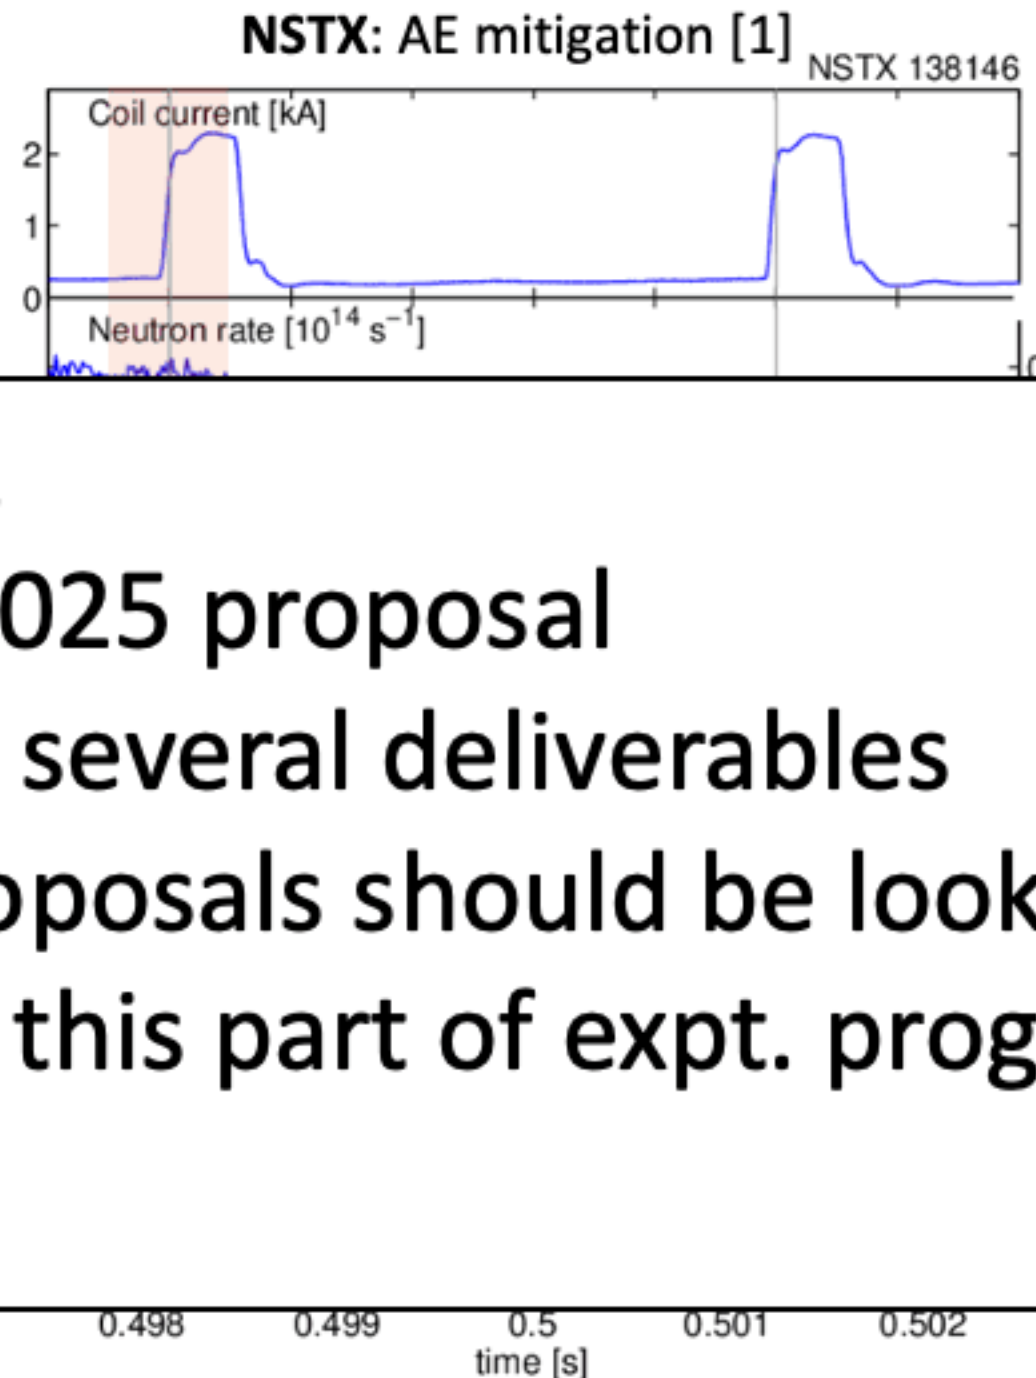 NSTX: AE mitigation [1]
NSTX 138146
Coil current [kA]
2
1
0
Neutron rate [10¹⁴ s⁻¹]
025 proposal
several deliverables
oposals should be look
this part of expt. prog
0.498 0.499 0.5 0.501 0.502
time [s]